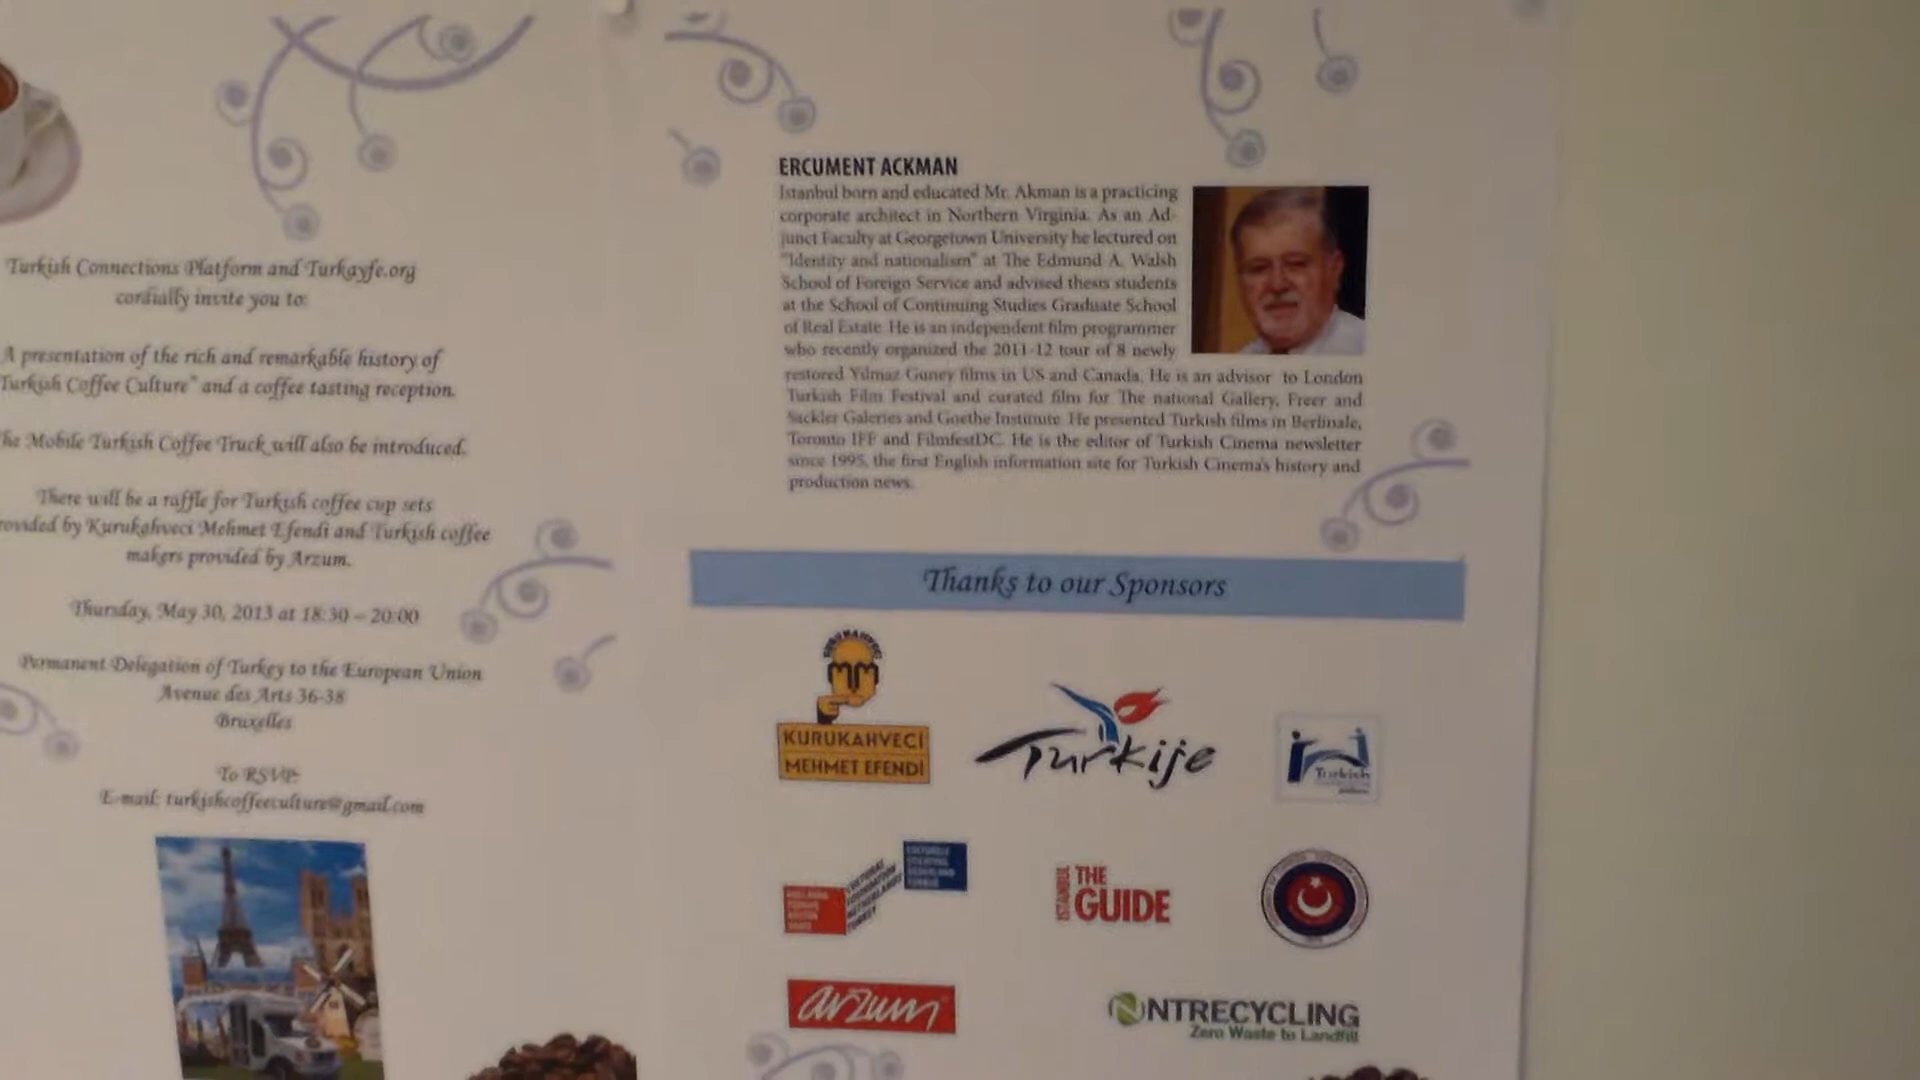 Turkish Connections Platform and Turkayfe.org
cordially invite you to:
A presentation of the rich and remarkable history of
Turkish Coffee Culture" and a coffee tasting reception.
he Mobile Turkish Coffee Truck will also be introduced.
There will be a raffle for Turkish coffee cup sets
rovided by Kurukahveci Mehmet Efendi and Turkish coffee
makers provided by Arzum.
Thursday, May 30, 2013 at 18:30 – 20:00
Permanent Delegation of Turkey to the European Union
Avenue des Arts 36-38
Bruxelles
To RSVP:
E-mail: turkishcoffeeculture@gmail.com
ERCUMENT ACKMAN
Istanbul born and educated Mr. Akman is a practicing
corporate architect in Northern Virginia. As an Ad-
junct Faculty at Georgetown University he lectured on
"Identity and nationalism" at The Edmund A. Walsh
School of Foreign Service and advised thesis students
at the School of Continuing Studies Graduate School
of Real Estate. He is an independent film programmer
who recently organized the 2011-12 tour of 8 newly
restored Yilmaz Guney films in US and Canada. He is an advisor to London
Turkish Film Festival and curated film for The national Gallery, Freer and
Sackler Galeries and Goethe Institute. He presented Turkish films in Berlinale,
Toronto IFF and FilmfestDC. He is the editor of Turkish Cinema newsletter
since 1995, the first English information site for Turkish Cinema's history and
production news.
Thanks to our Sponsors
KURUKAHVECİ
MEHMET EFENDİ
Turkije
Turkish
CULTURAL
FOUNDATION
NETHERLANDS
TURKEY
ISTANBUL
THE
GUIDE
arzum
NTRECYCLING
Zero Waste to Landfill